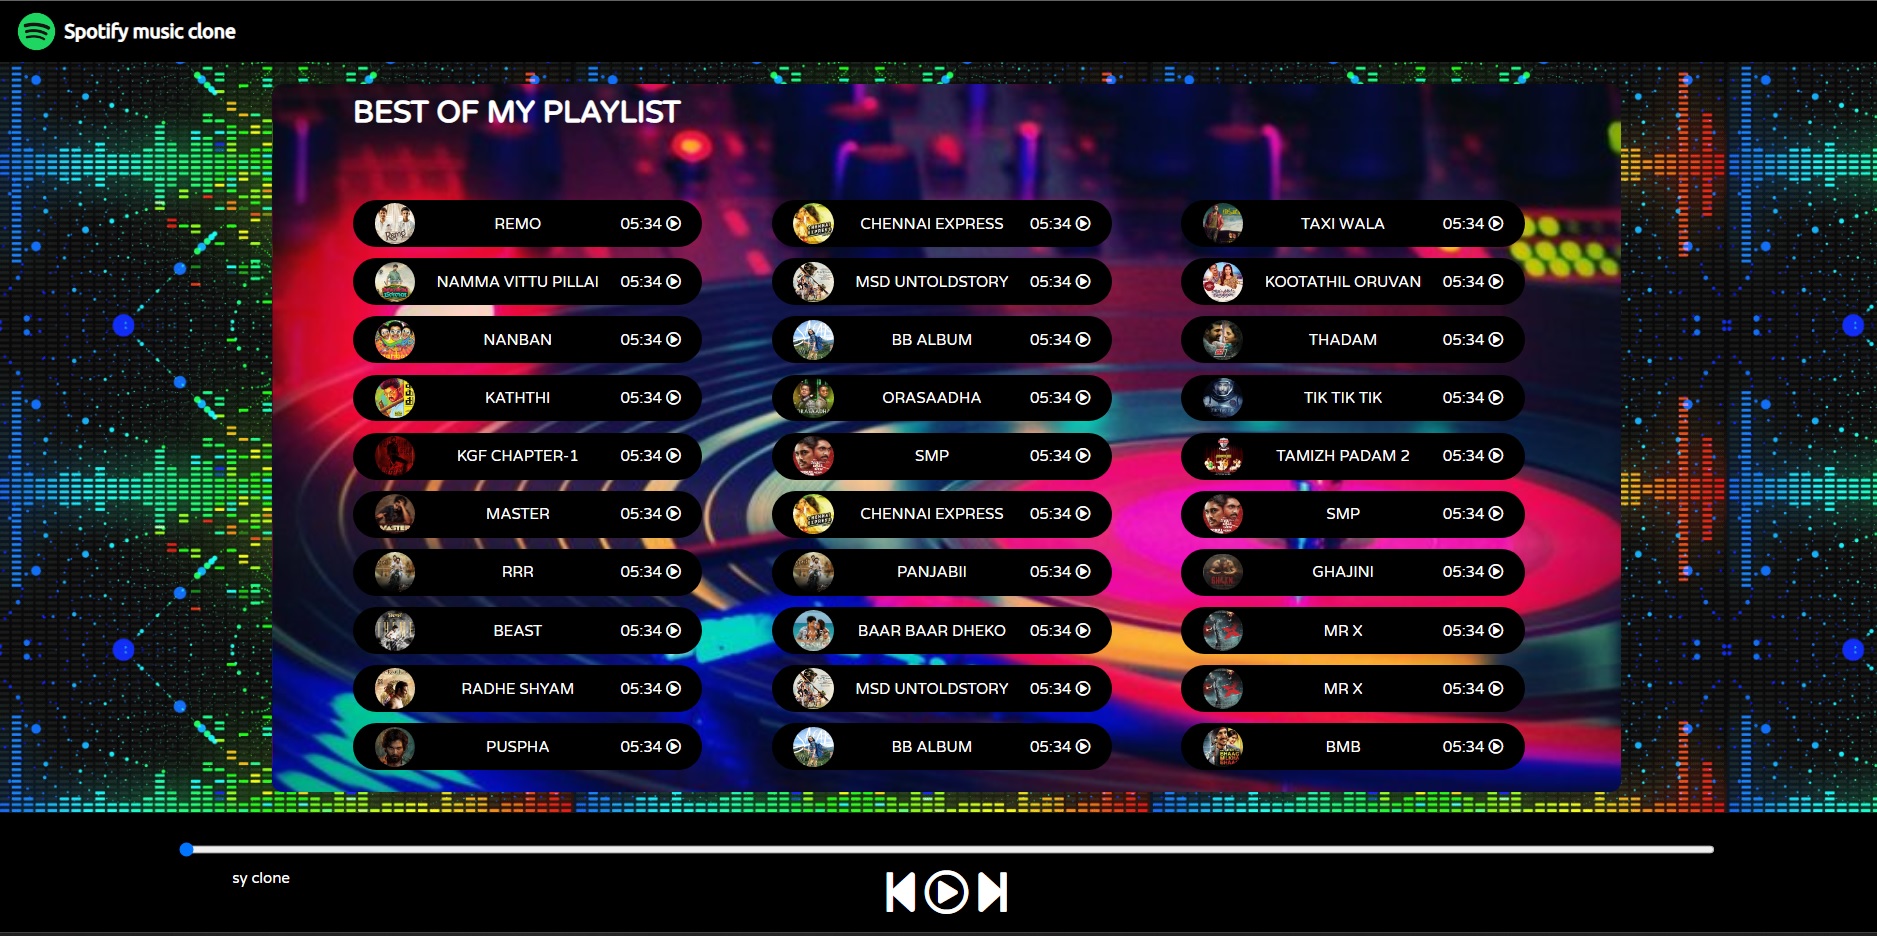 Spotify music clone
BEST OF MY PLAYLIST
REMO 05:34
CHENNAI EXPRESS 05:34
TAXI WALA 05:34
NAMMA VITTU PILLAI 05:34
MSD UNTOLDSTORY 05:34
KOOTATHIL ORUVAN 05:34
NANBAN 05:34
BB ALBUM 05:34
THADAM 05:34
KATHTHI 05:34
ORASAADHA 05:34
TIK TIK TIK 05:34
KGF CHAPTER-1 05:34
SMP 05:34
TAMIZH PADAM 2 05:34
MASTER 05:34
CHENNAI EXPRESS 05:34
SMP 05:34
RRR 05:34
PANJABII 05:34
GHAJINI 05:34
BEAST 05:34
BAAR BAAR DHEKO 05:34
MR X 05:34
RADHE SHYAM 05:34
MSD UNTOLDSTORY 05:34
MR X 05:34
PUSPHA 05:34
BB ALBUM 05:34
BMB 05:34
sy clone